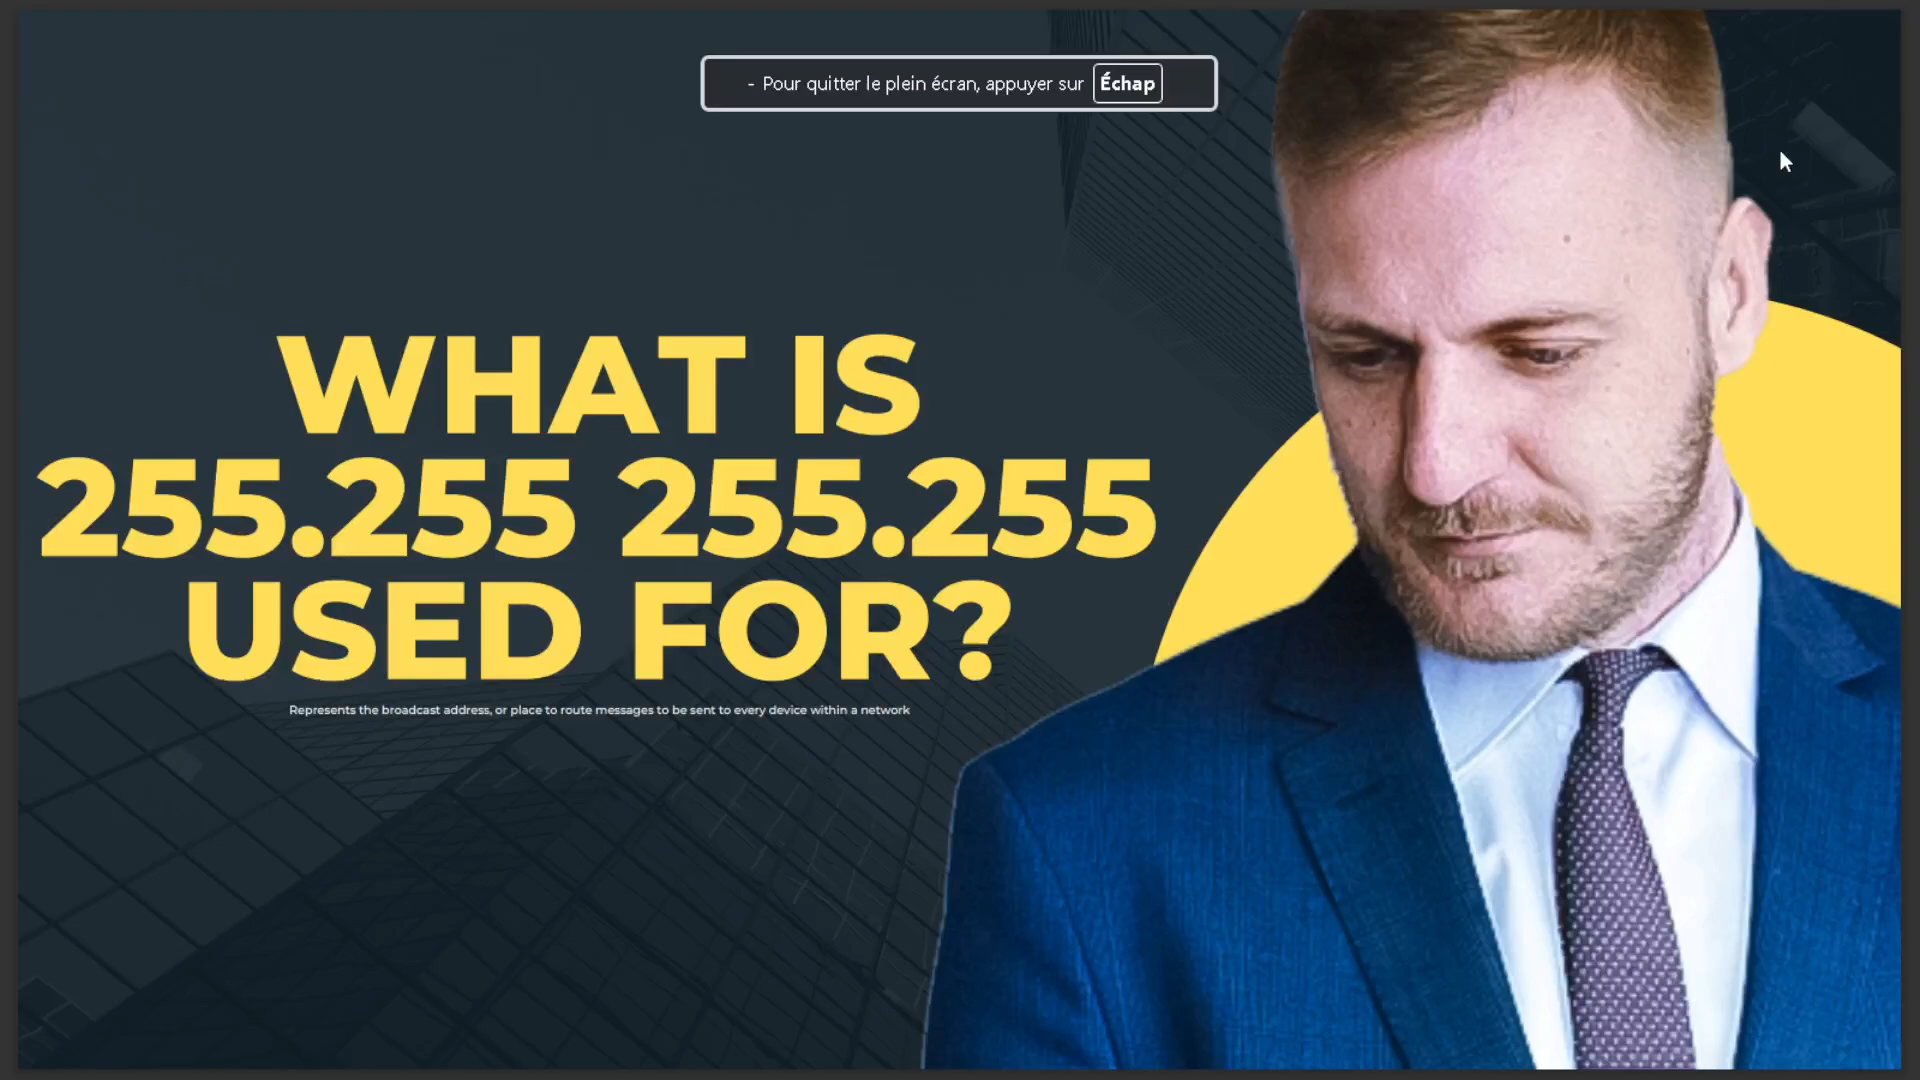 - Pour quitter le plein écran, appuyer sur Échap
WHAT IS
255.255 255.255
USED FOR?
Represents the broadcast address, or place to route messages to be sent to every device within a network